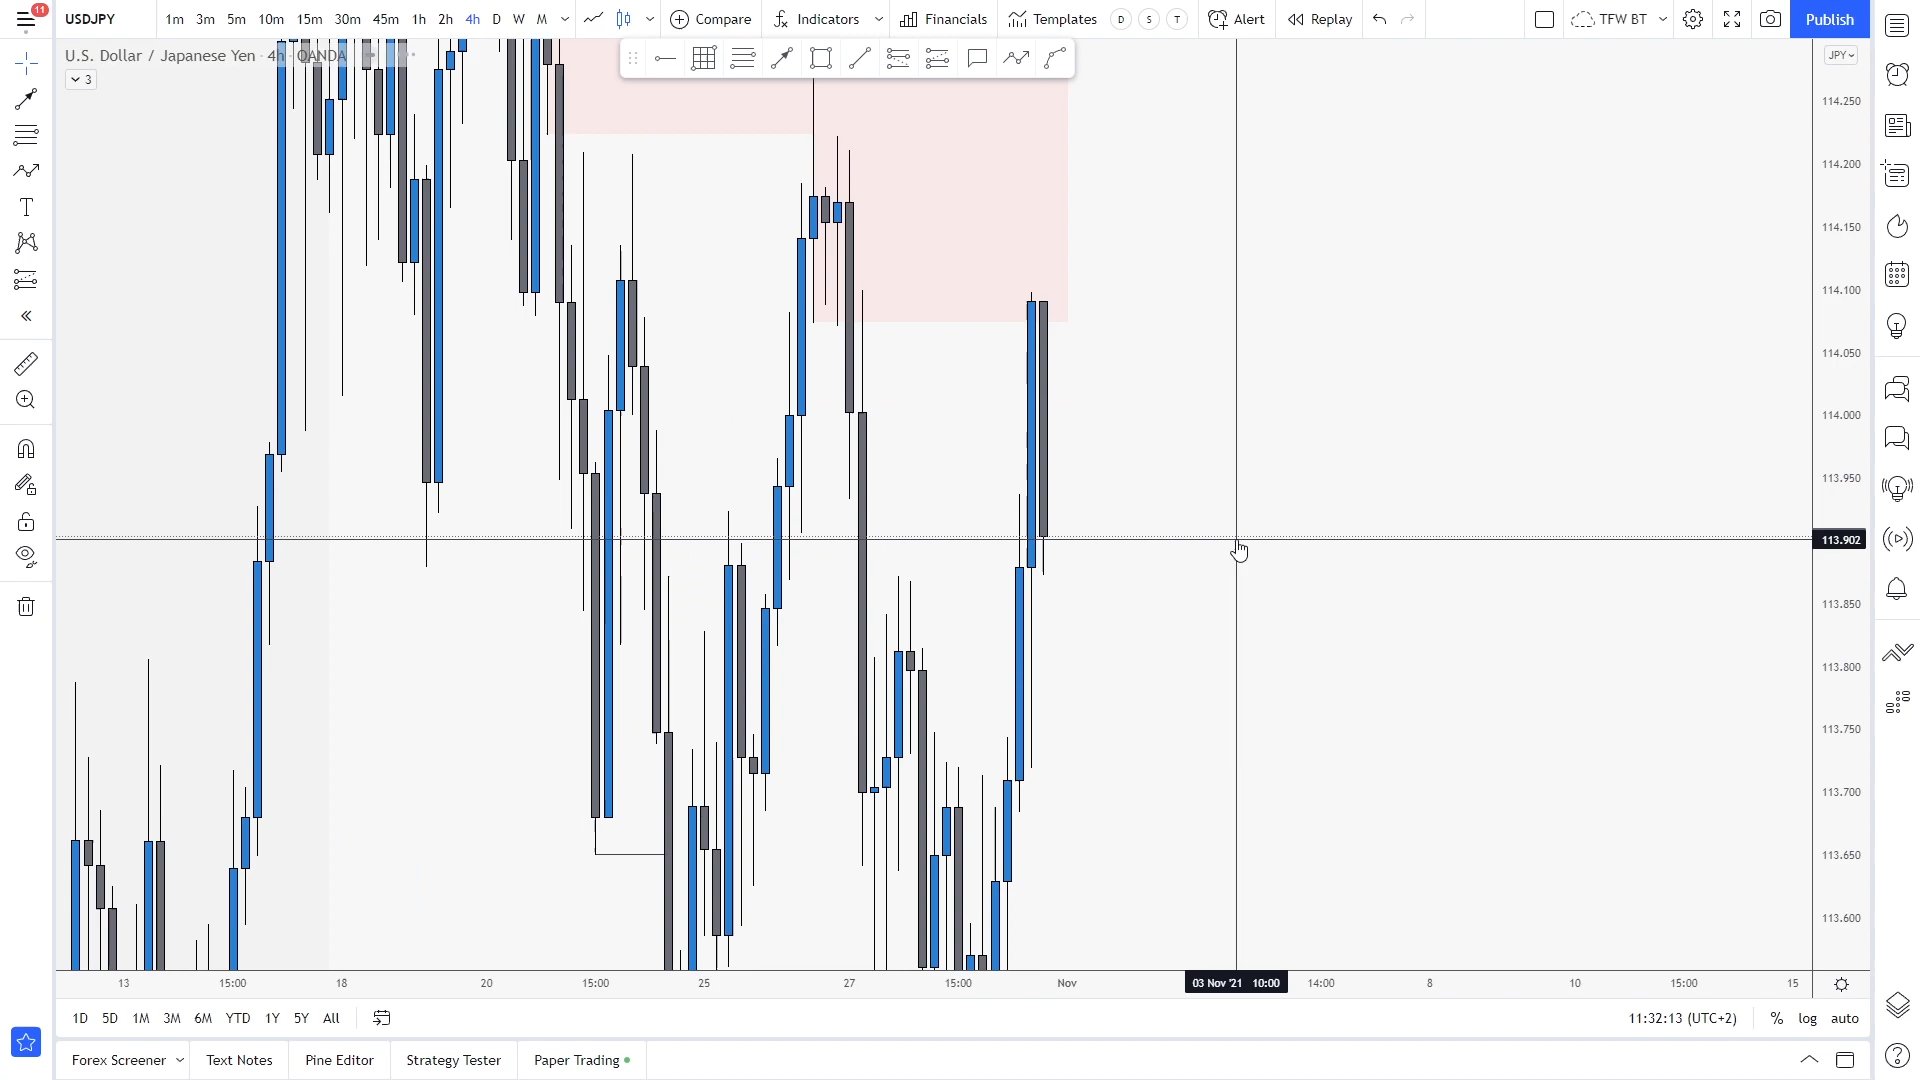 11
USDJPY
1m 3m 5m 10m 15m 30m 45m 1h 2h 4h D W M
Compare
Indicators
Financials
Templates
D S T
Alert
Replay
TFW BT
Publish
U.S. Dollar / Japanese Yen · 4h · OANDA
3
JPY
114.250
114.200
114.150
114.100
114.050
114.000
113.950
113.902
113.850
113.800
113.750
113.700
113.650
113.600
13 15:00 18 20 15:00 25 27 15:00 Nov 03 Nov '21 10:00 14:00 8 10 15:00 15
1D 5D 1M 3M 6M YTD 1Y 5Y All
11:32:13 (UTC+2) % log auto
Forex Screener Text Notes Pine Editor Strategy Tester Paper Trading